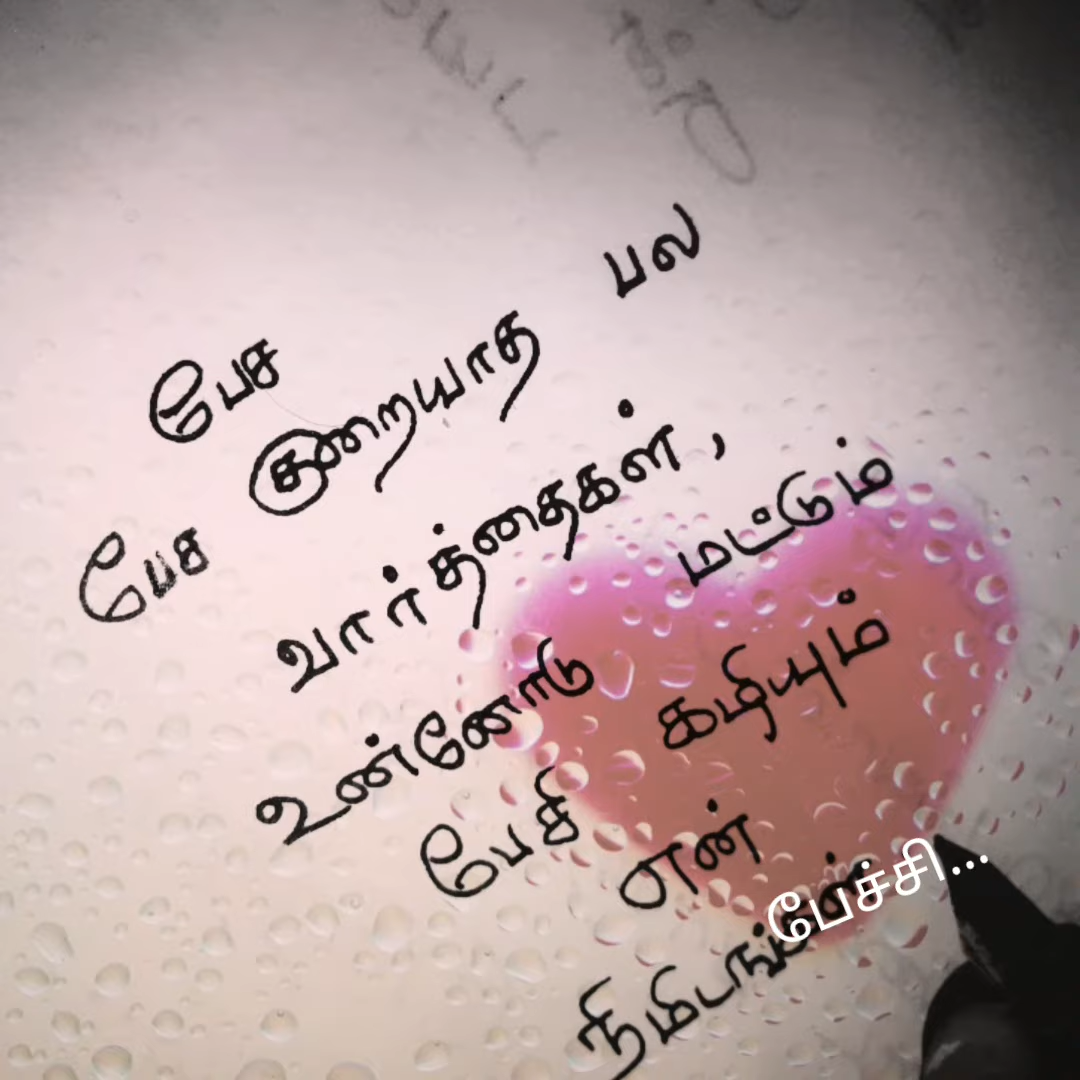 பேச
பேச குறையாத பல
வார்த்தைகள்,
உன்னோடு மட்டும்
பேசி கழியும்
என்
நிமிடங்கள்
பேச்சி...